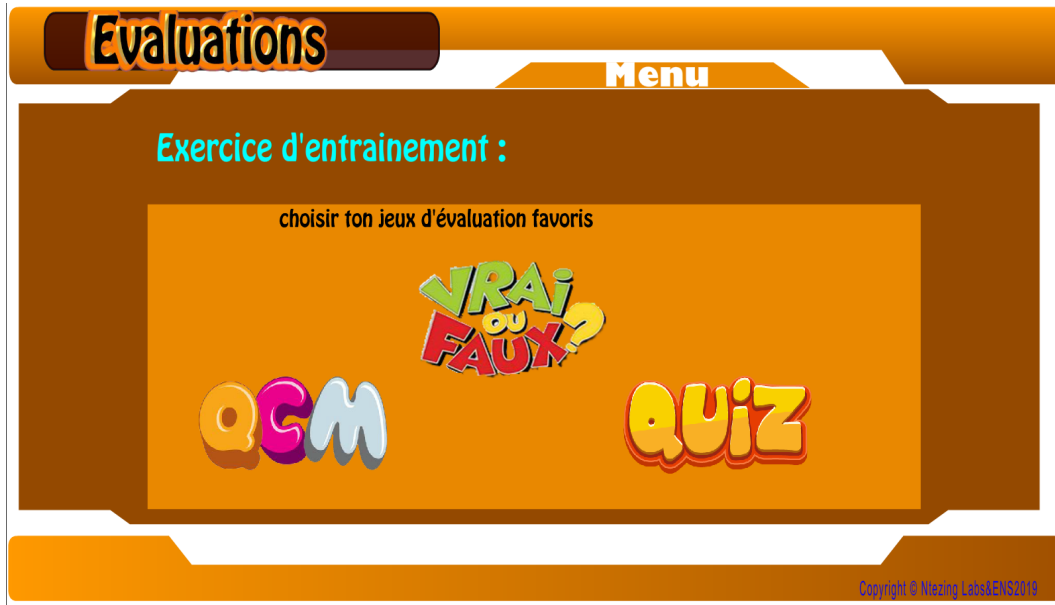 Evaluations
Menu
Exercice d'entrainement :
choisir ton jeux d'évaluation favoris
VRAI
OU
FAUX?
QCM
QUIZ
Copyright © Ntezing Labs&ENS2019